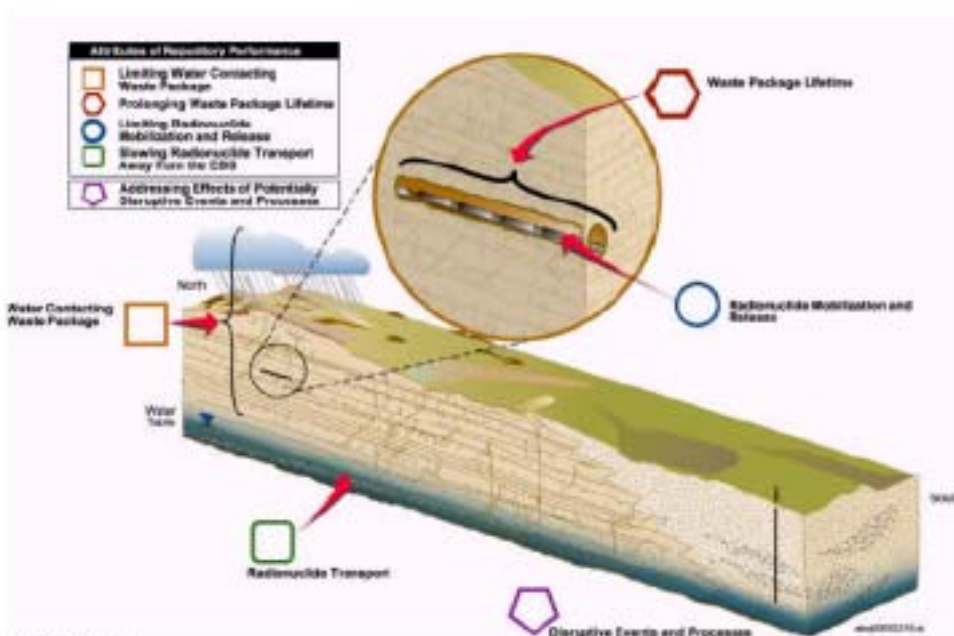 Attributes of Repository Performance
Limiting Water Contacting
Waste Package
Prolonging Waste Package Lifetime
Limiting Radionuclide
Mobilization and Release
Slowing Radionuclide Transport
Away from the EBS
Addressing Effects of Potentially
Disruptive Events and Processes
Waste Package Lifetime
North
Water Contacting
Waste Package
Radionuclide Mobilization and
Release
Water
Table
Radionuclide Transport
Disruptive Events and Processes